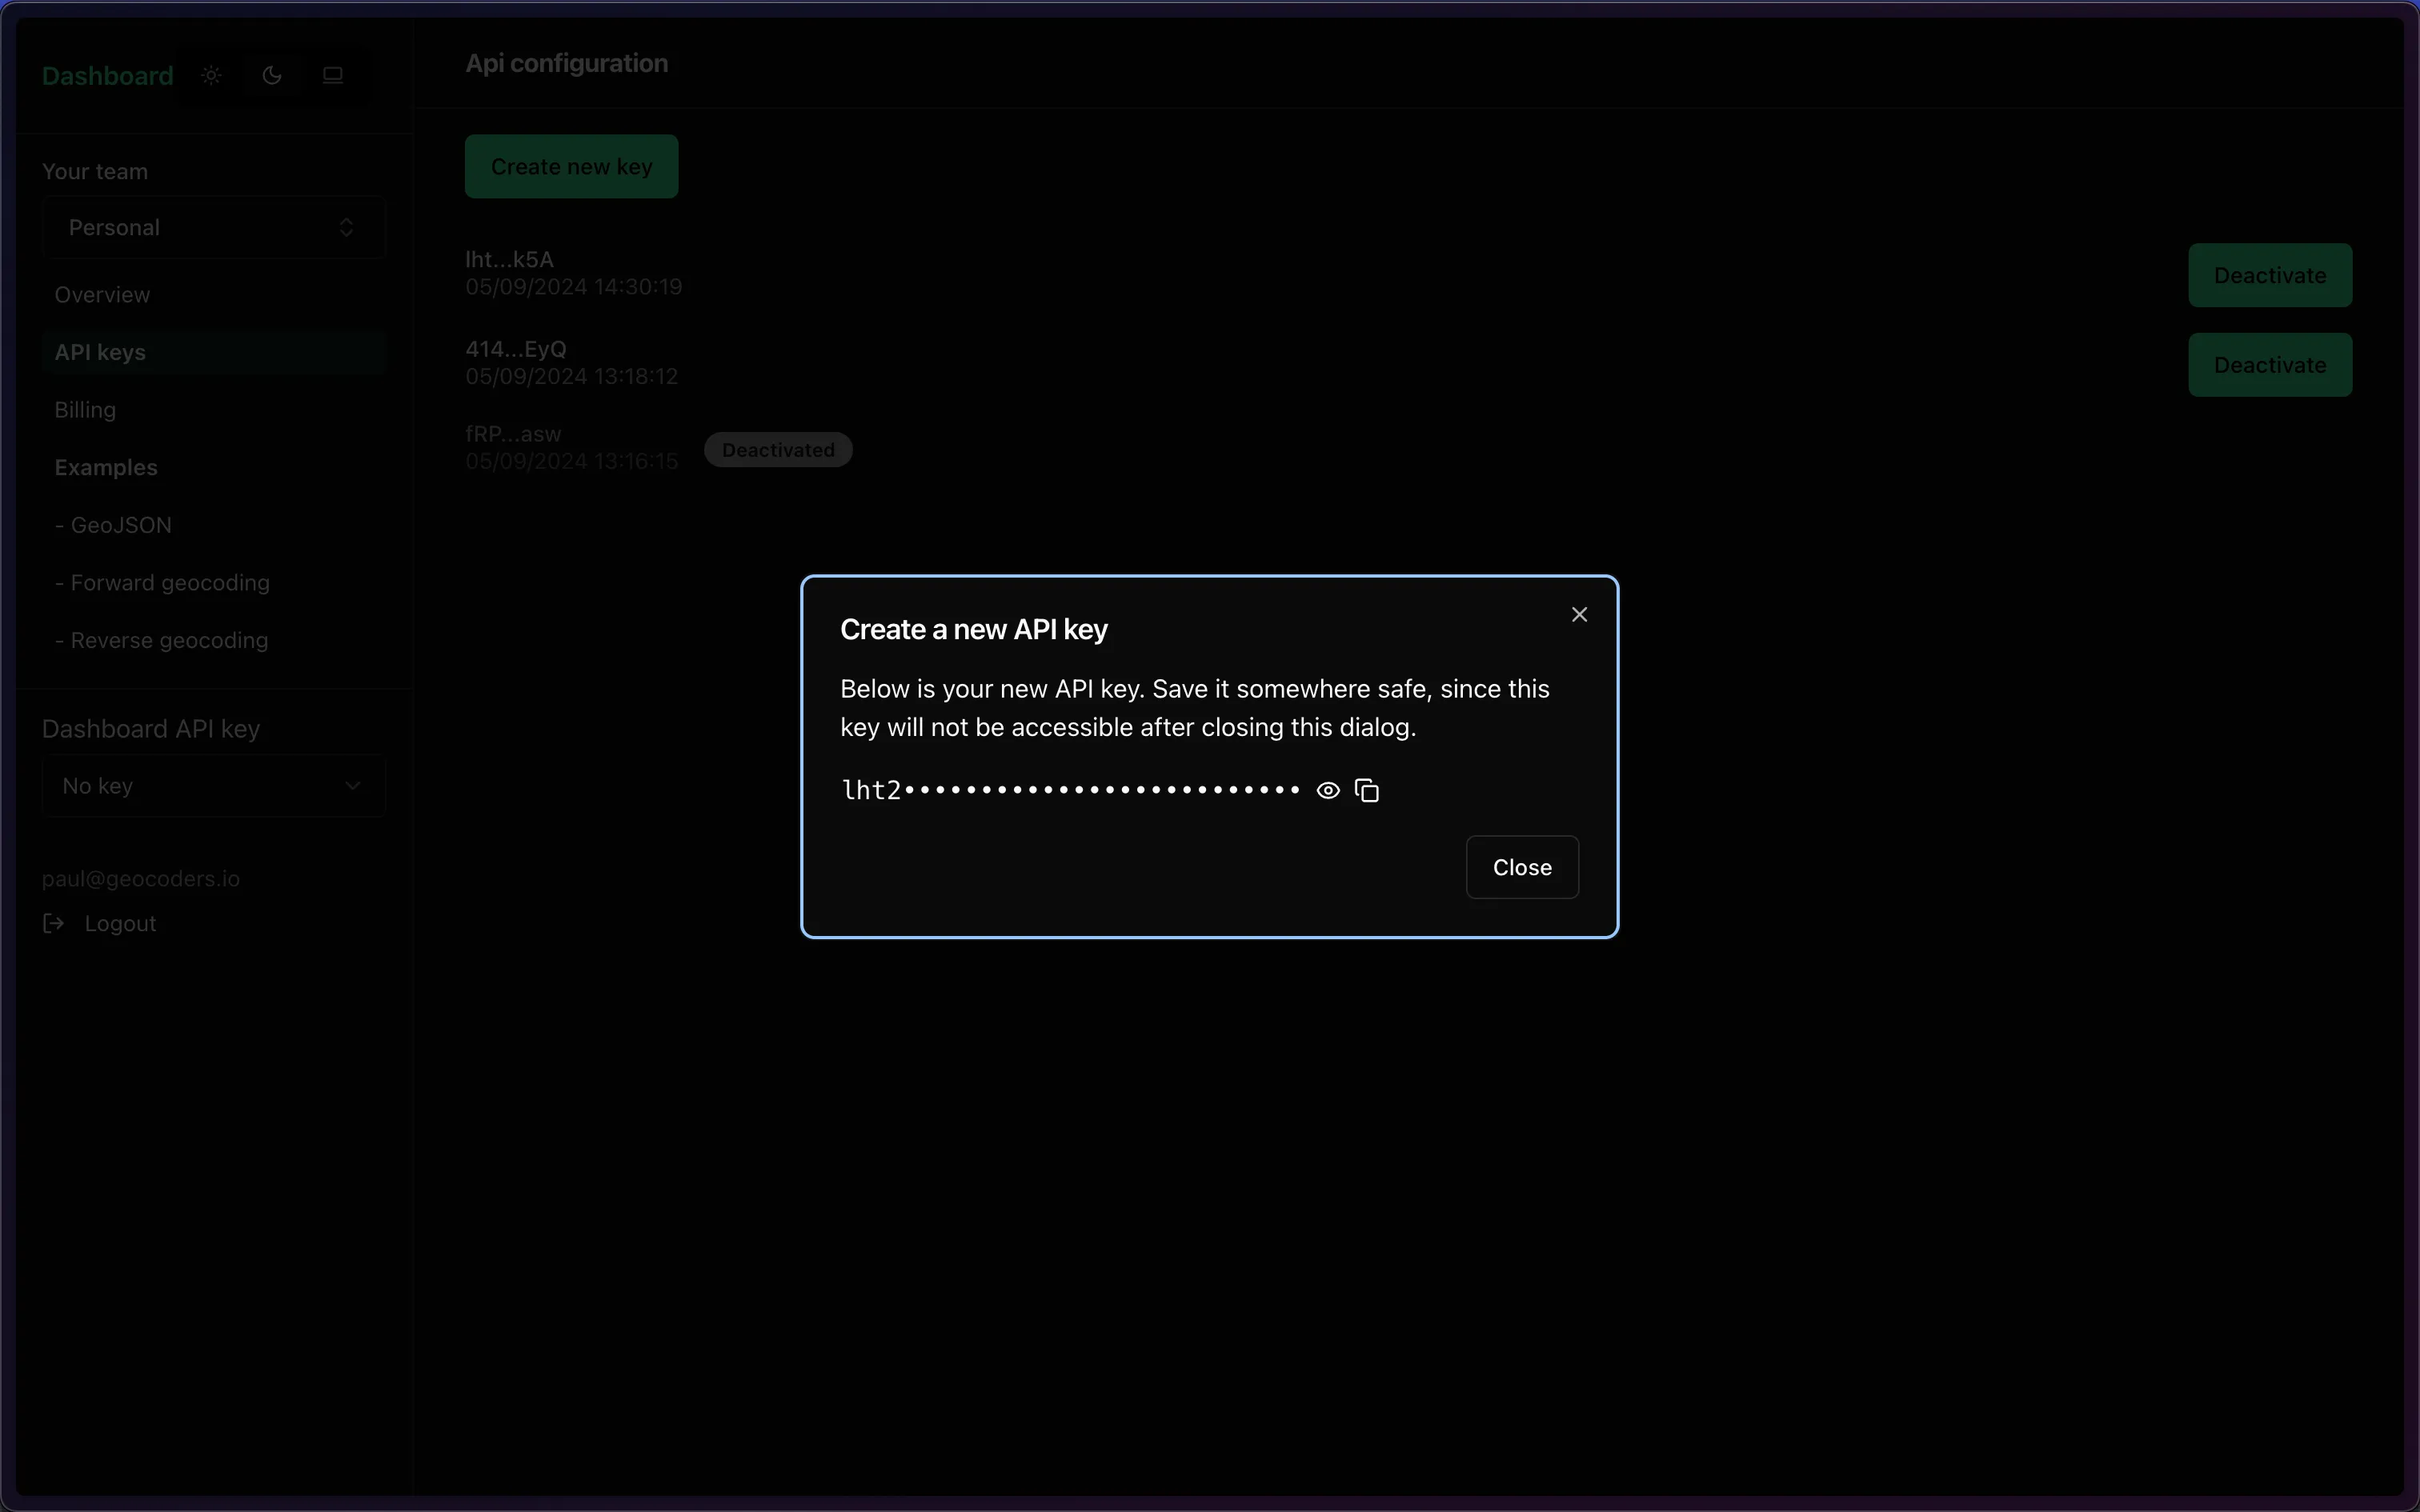 Dashboard
Your team
Personal
Overview
API keys
Billing
Examples
- GeoJSON
- Forward geocoding
- Reverse geocoding
Dashboard API key
No key
paul@geocoders.io
Logout
Api configuration
Create new key
lht...k5A
05/09/2024 14:30:19
Deactivate
414...EyQ
05/09/2024 13:18:12
Deactivate
fRP...asw
05/09/2024 13:16:15
Deactivated
Create a new API key
Below is your new API key. Save it somewhere safe, since this
key will not be accessible after closing this dialog.
lht2••••••••••••••••••••••••••
Close